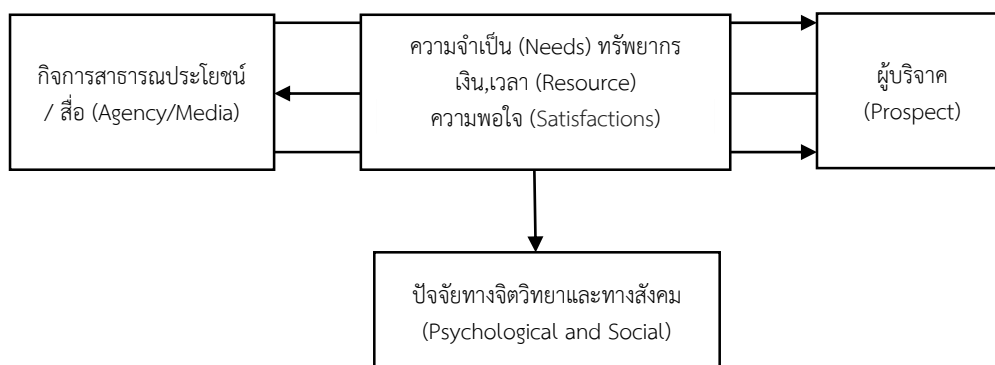 กิจการสาธารณประโยชน์
/ สื่อ (Agency/Media)
ความจำเป็น (Needs) ทรัพยากร
เงิน,เวลา (Resource)
ความพอใจ (Satisfactions)
ผู้บริจาค
(Prospect)
ปัจจัยทางจิตวิทยาและทางสังคม
(Psychological and Social)